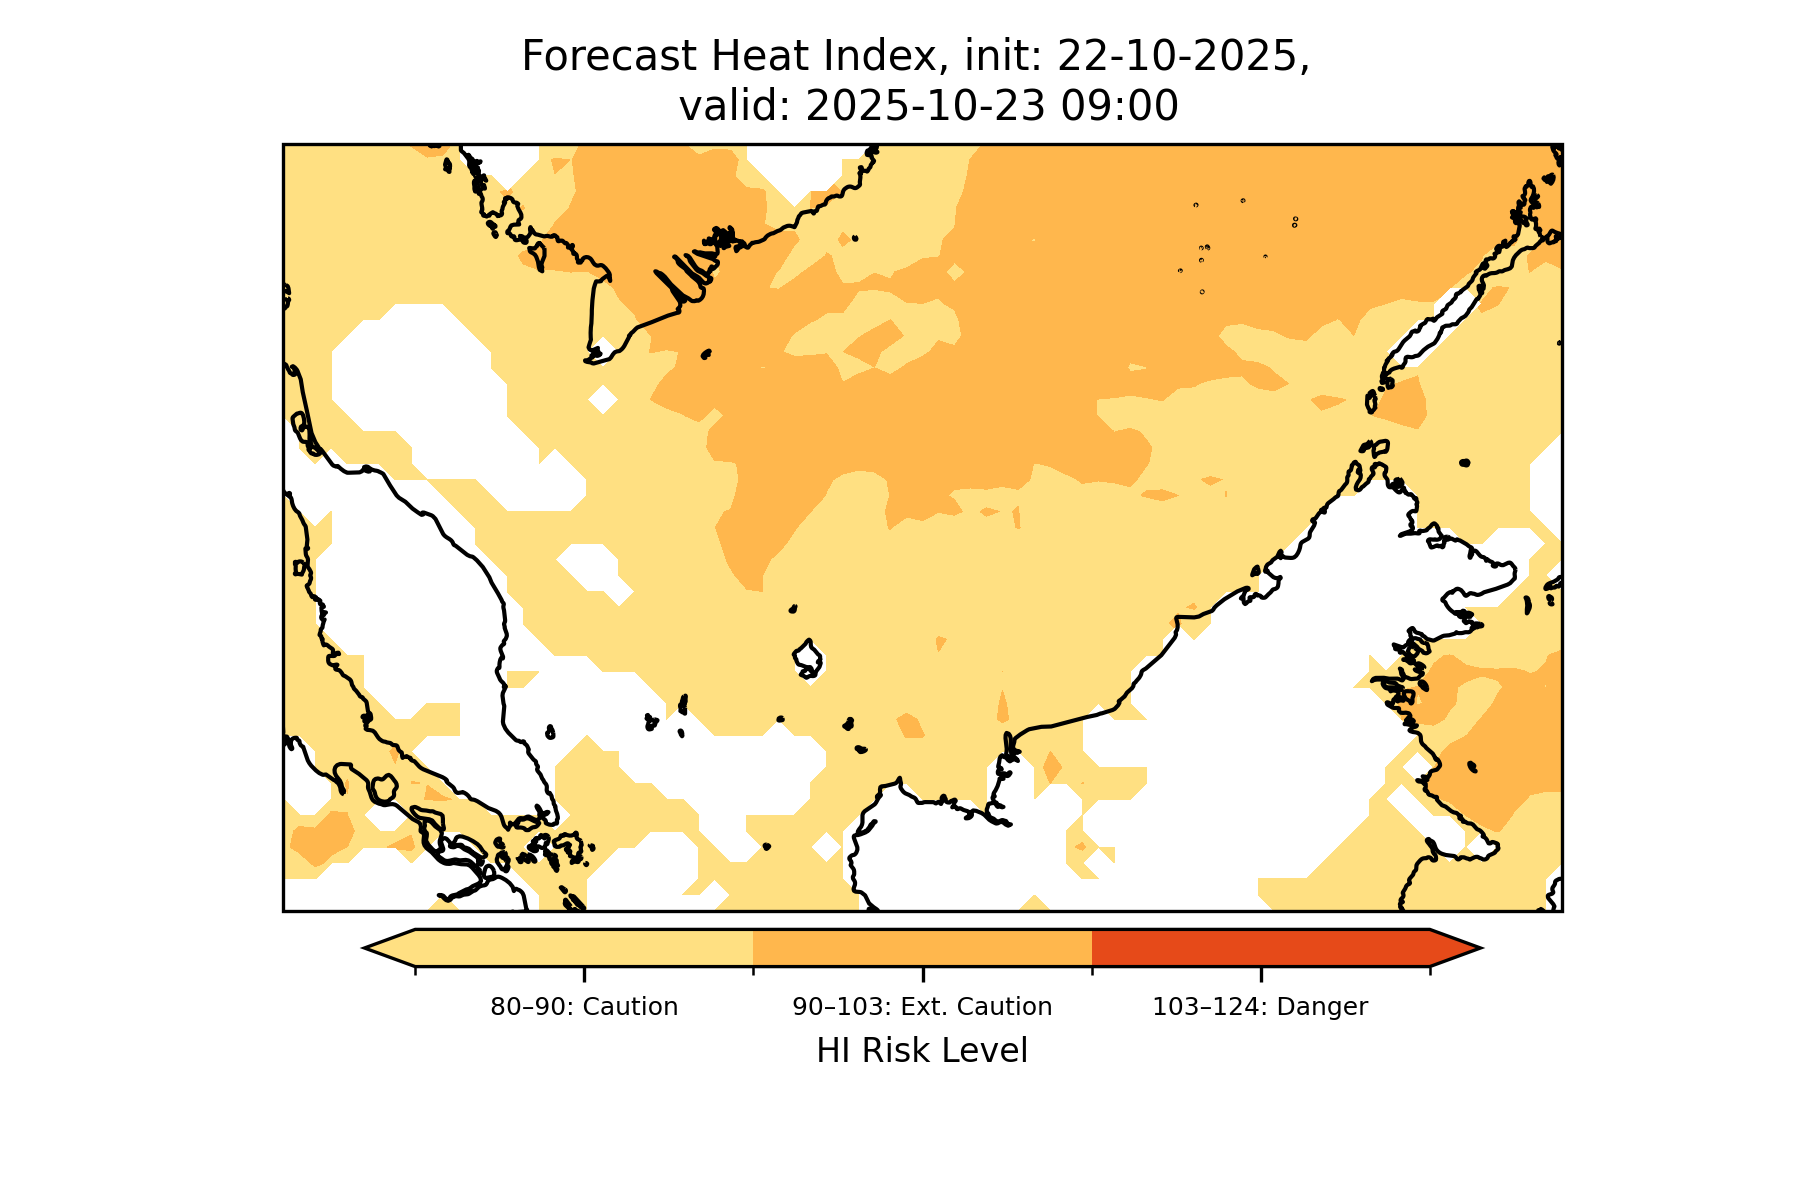 Forecast Heat Index, init: 22-10-2025,
valid: 2025-10-23 09:00
80–90: Caution
90–103: Ext. Caution
103–124: Danger
HI Risk Level